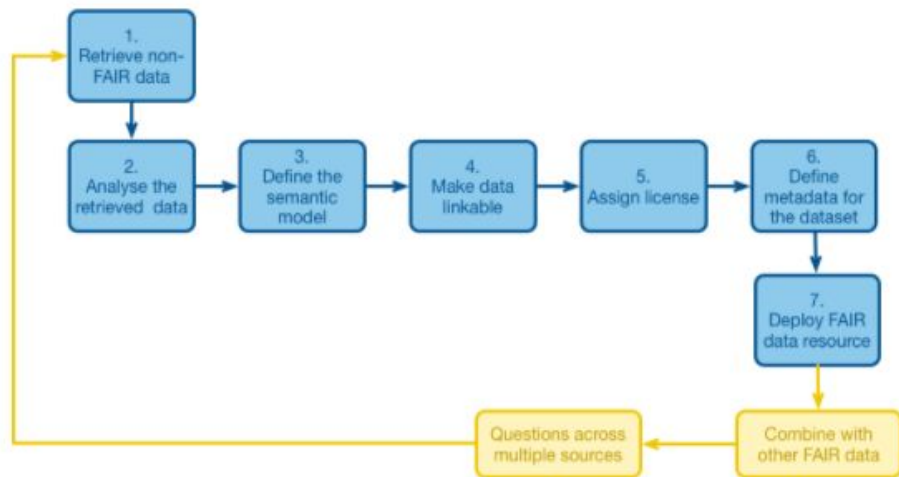 1.
Retrieve non-
FAIR data
2.
Analyse the
retrieved data
3.
Define the
semantic
model
4.
Make data
linkable
5.
Assign license
6.
Define
metadata for
the dataset
7.
Deploy FAIR
data resource
Combine with
other FAIR data
Questions across
multiple sources